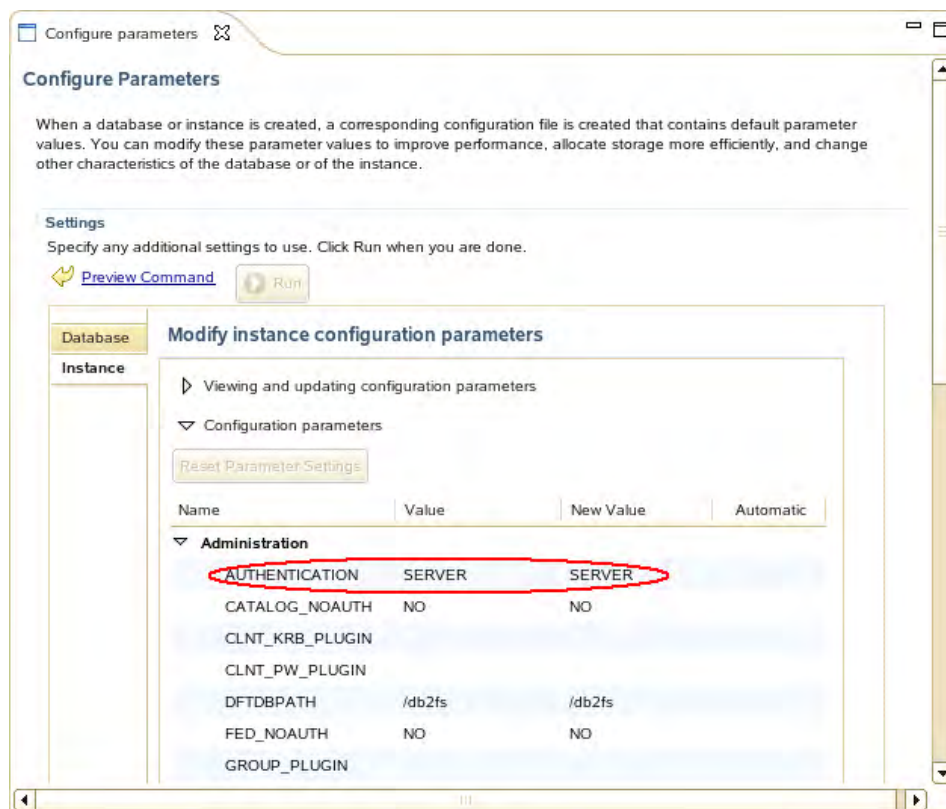 Configure parameters
Configure Parameters
When a database or instance is created, a corresponding configuration file is created that contains default parameter
values. You can modify these parameter values to improve performance, allocate storage more efficiently, and change
other characteristics of the database or of the instance.
Settings
Specify any additional settings to use. Click Run when you are done.
Preview Command Run
Database Modify instance configuration parameters
Instance
Viewing and updating configuration parameters
Configuration parameters
Reset Parameter Settings
Name Value New Value Automatic
Administration
AUTHENTICATION SERVER SERVER
CATALOG_NOAUTH NO NO
CLNT_KRB_PLUGIN
CLNT_PW_PLUGIN
DFTDBPATH /db2fs /db2fs
FED_NOAUTH NO NO
GROUP_PLUGIN